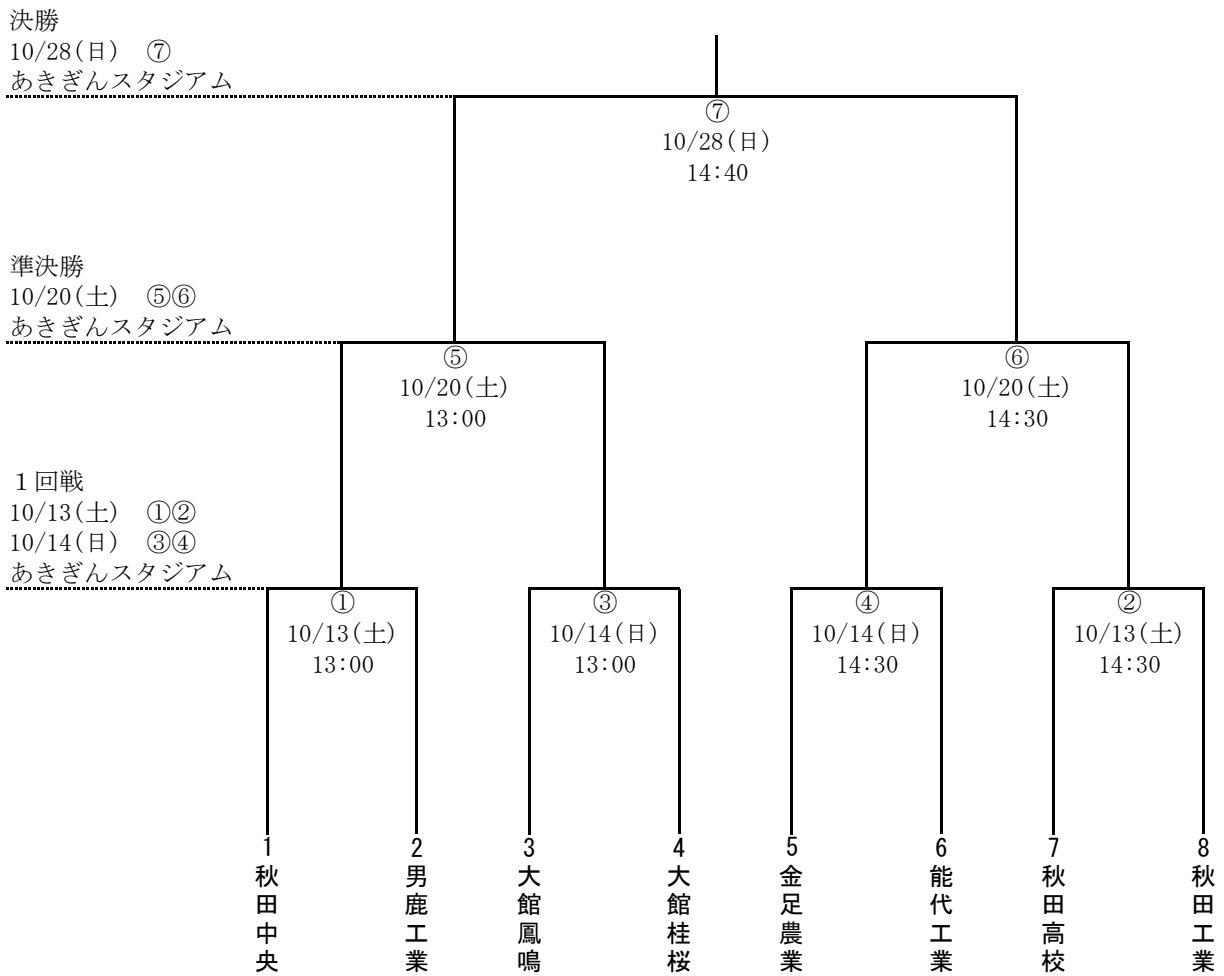 決勝
10/28(日)　⑦
あきぎんスタジアム
⑦
10/28(日)
14:40
準決勝
10/20(土)　⑤⑥
あきぎんスタジアム
⑤
10/20(土)
13:00
⑥
10/20(土)
14:30
１回戦
10/13(土)　①②
10/14(日)　③④
あきぎんスタジアム
①
10/13(土)
13:00
③
10/14(日)
13:00
④
10/14(日)
14:30
②
10/13(土)
14:30
1
秋田中央
2
男鹿工業
3
大館鳳鳴
4
大館桂桜
5
金足農業
6
能代工業
7
秋田高校
8
秋田工業